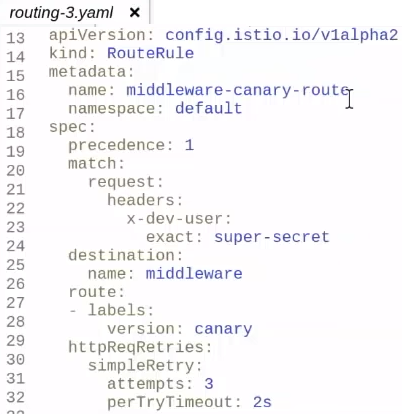 routing-3.yaml ×
13 apiVersion: config.istio.io/v1alpha2
14 kind: RouteRule
15 metadata:
16   name: middleware-canary-route
17   namespace: default
18 spec:
19   precedence: 1
20   match:
21     request:
22       headers:
23         x-dev-user:
24           exact: super-secret
25   destination:
26     name: middleware
27   route:
28   - labels:
29       version: canary
30   httpReqRetries:
31     simpleRetry:
32       attempts: 3
      perTryTimeout: 2s